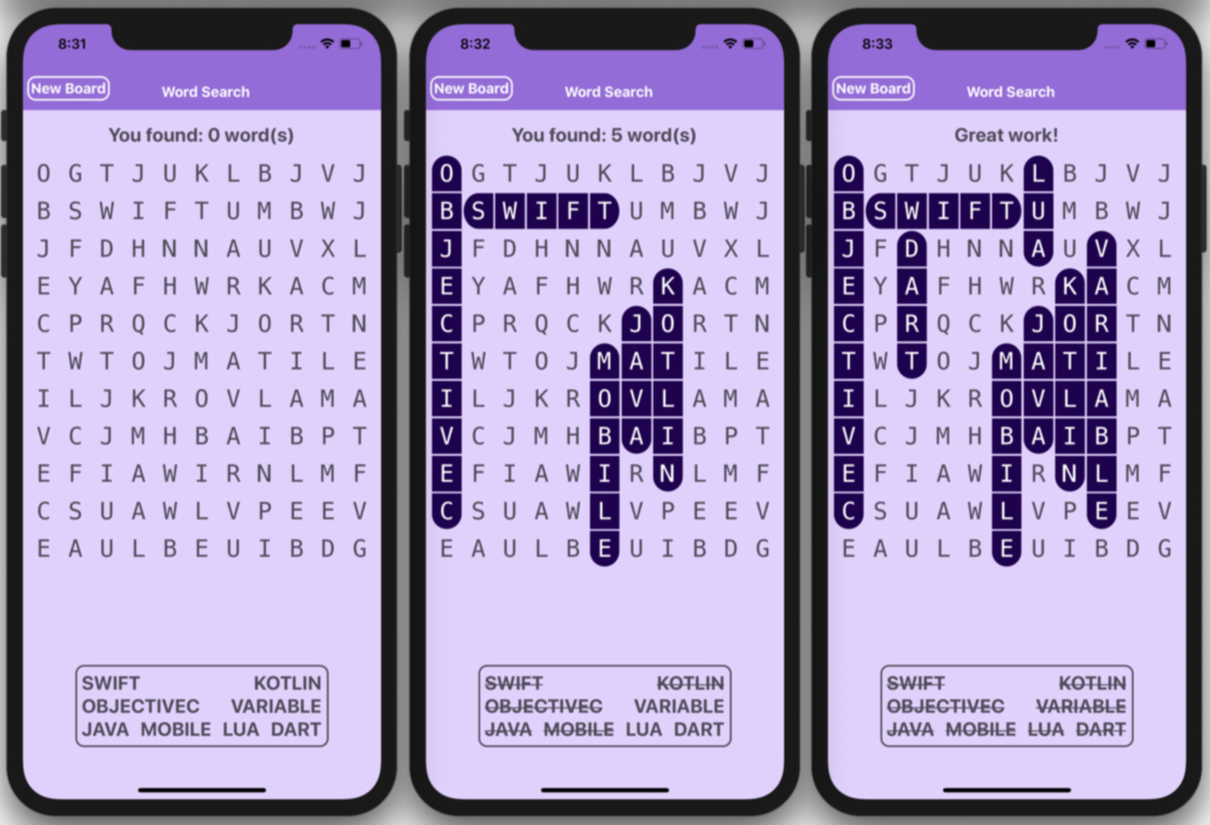 8:31
New Board
Word Search
You found: 0 word(s)
O G T J U K L B J V J
B S W I F T U M B W J
J F D H N N A U V X L
E Y A F H W R K A C M
C P R Q C K J O R T N
T W T O J M A T I L E
I L J K R O V L A M A
V C J M H B A I B P T
E F I A W I R N L M F
C S U A W L V P E E V
E A U L B E U I B D G
SWIFT KOTLIN
OBJECTIVEC VARIABLE
JAVA MOBILE LUA DART
8:32
New Board
Word Search
You found: 5 word(s)
O G T J U K L B J V J
B S W I F T U M B W J
J F D H N N A U V X L
E Y A F H W R K A C M
C P R Q C K J O R T N
T W T O J M A T I L E
I L J K R O V L A M A
V C J M H B A I B P T
E F I A W I R N L M F
C S U A W L V P E E V
E A U L B E U I B D G
SWIFT KOTLIN
OBJECTIVEC VARIABLE
JAVA MOBILE LUA DART
8:33
New Board
Word Search
Great work!
O G T J U K L B J V J
B S W I F T U M B W J
J F D H N N A U V X L
E Y A F H W R K A C M
C P R Q C K J O R T N
T W T O J M A T I L E
I L J K R O V L A M A
V C J M H B A I B P T
E F I A W I R N L M F
C S U A W L V P E E V
E A U L B E U I B D G
SWIFT KOTLIN
OBJECTIVEC VARIABLE
JAVA MOBILE LUA DART